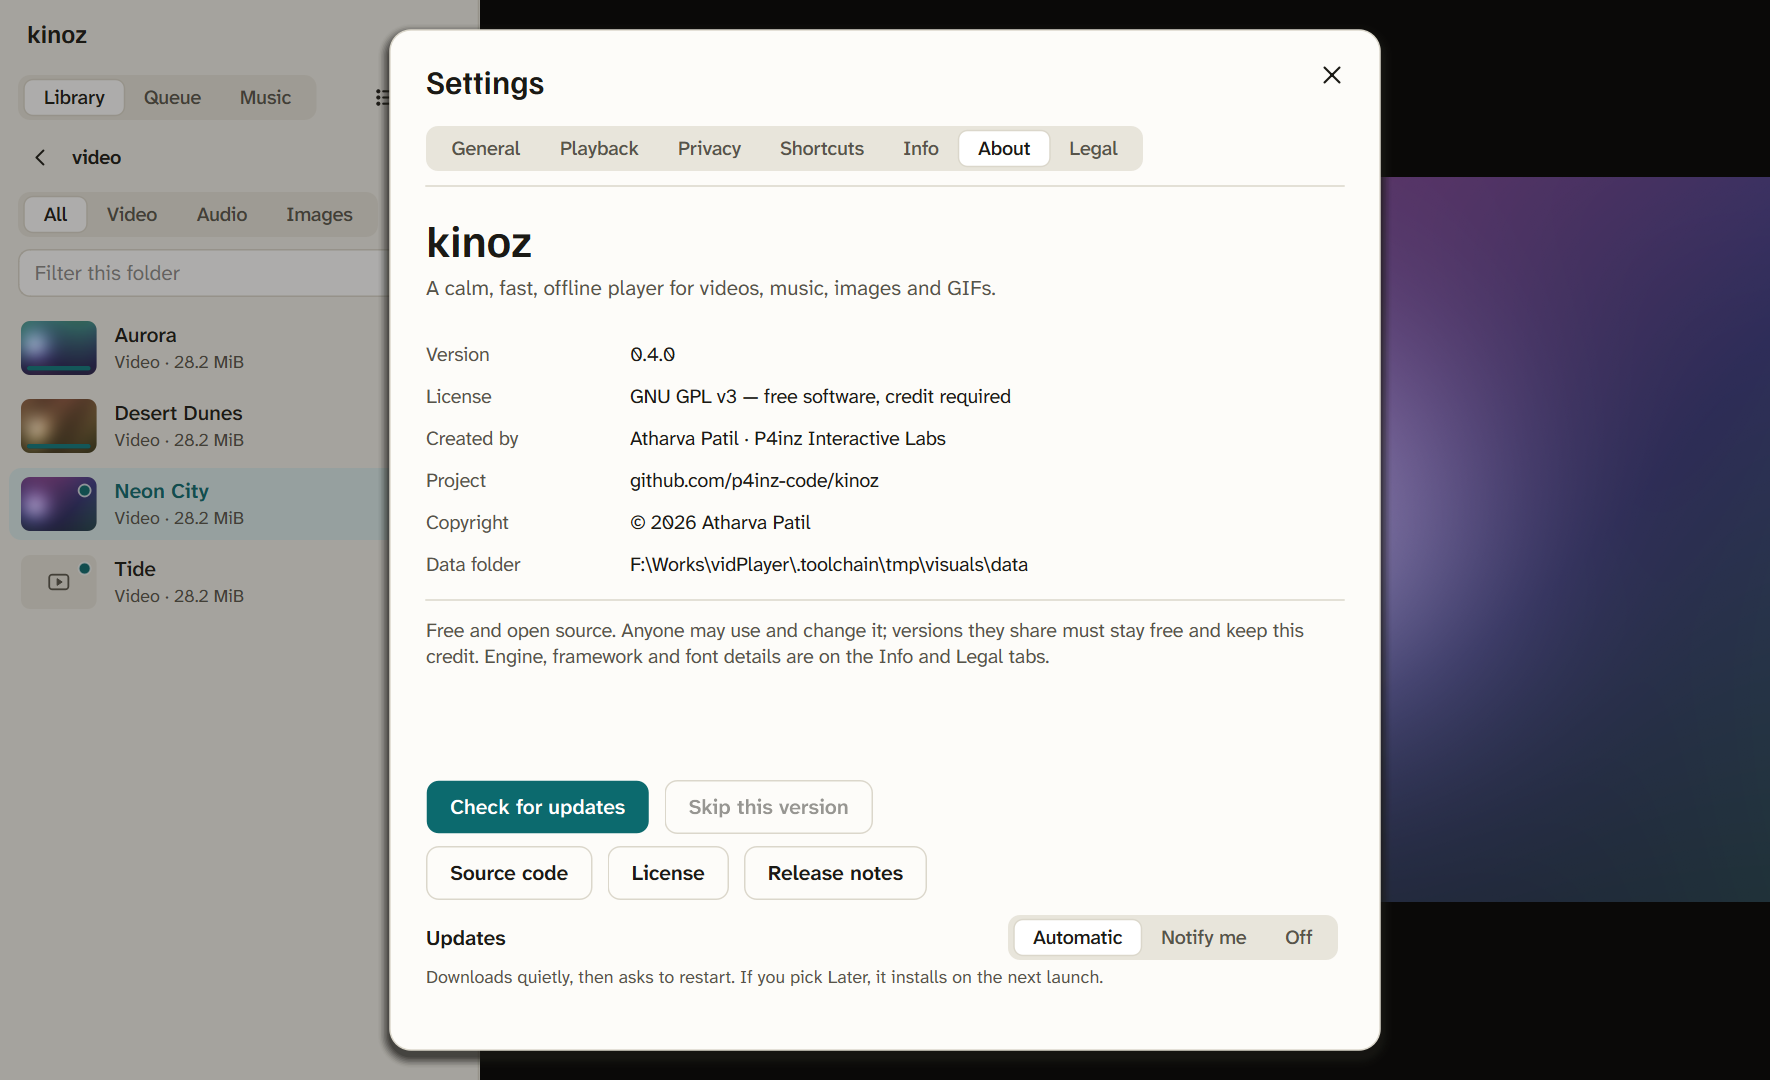 kinoz
Library Queue Music
video
All Video Audio Images
Filter this folder
Aurora
Video · 28.2 MiB
Desert Dunes
Video · 28.2 MiB
Neon City
Video · 28.2 MiB
Tide
Video · 28.2 MiB
Settings
General Playback Privacy Shortcuts Info About Legal
kinoz
A calm, fast, offline player for videos, music, images and GIFs.
Version 0.4.0
License GNU GPL v3 — free software, credit required
Created by Atharva Patil · P4inz Interactive Labs
Project github.com/p4inz-code/kinoz
Copyright © 2026 Atharva Patil
Data folder F:\Works\vidPlayer\.toolchain\tmp\visuals\data
Free and open source. Anyone may use and change it; versions they share must stay free and keep this
credit. Engine, framework and font details are on the Info and Legal tabs.
Check for updates Skip this version
Source code License Release notes
Updates Automatic Notify me Off
Downloads quietly, then asks to restart. If you pick Later, it installs on the next launch.